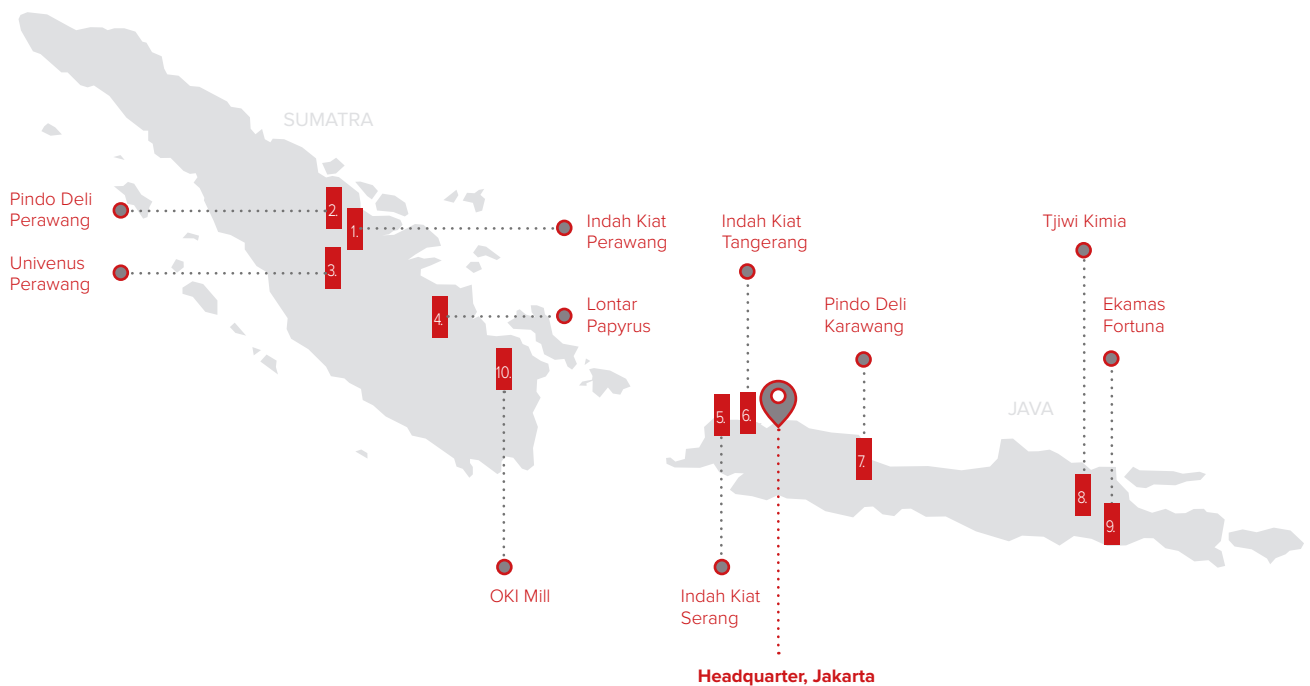 SUMATRA
Pindo Deli
Perawang
2.
1.
Indah Kiat
Perawang
Univenus
Perawang
3.
4.
Lontar
Papyrus
10.
OKI Mill
Indah Kiat
Tangerang
Tjiwi Kimia
Pindo Deli
Karawang
Ekamas
Fortuna
JAVA
5.
6.
7.
8.
9.
Indah Kiat
Serang
Headquarter, Jakarta